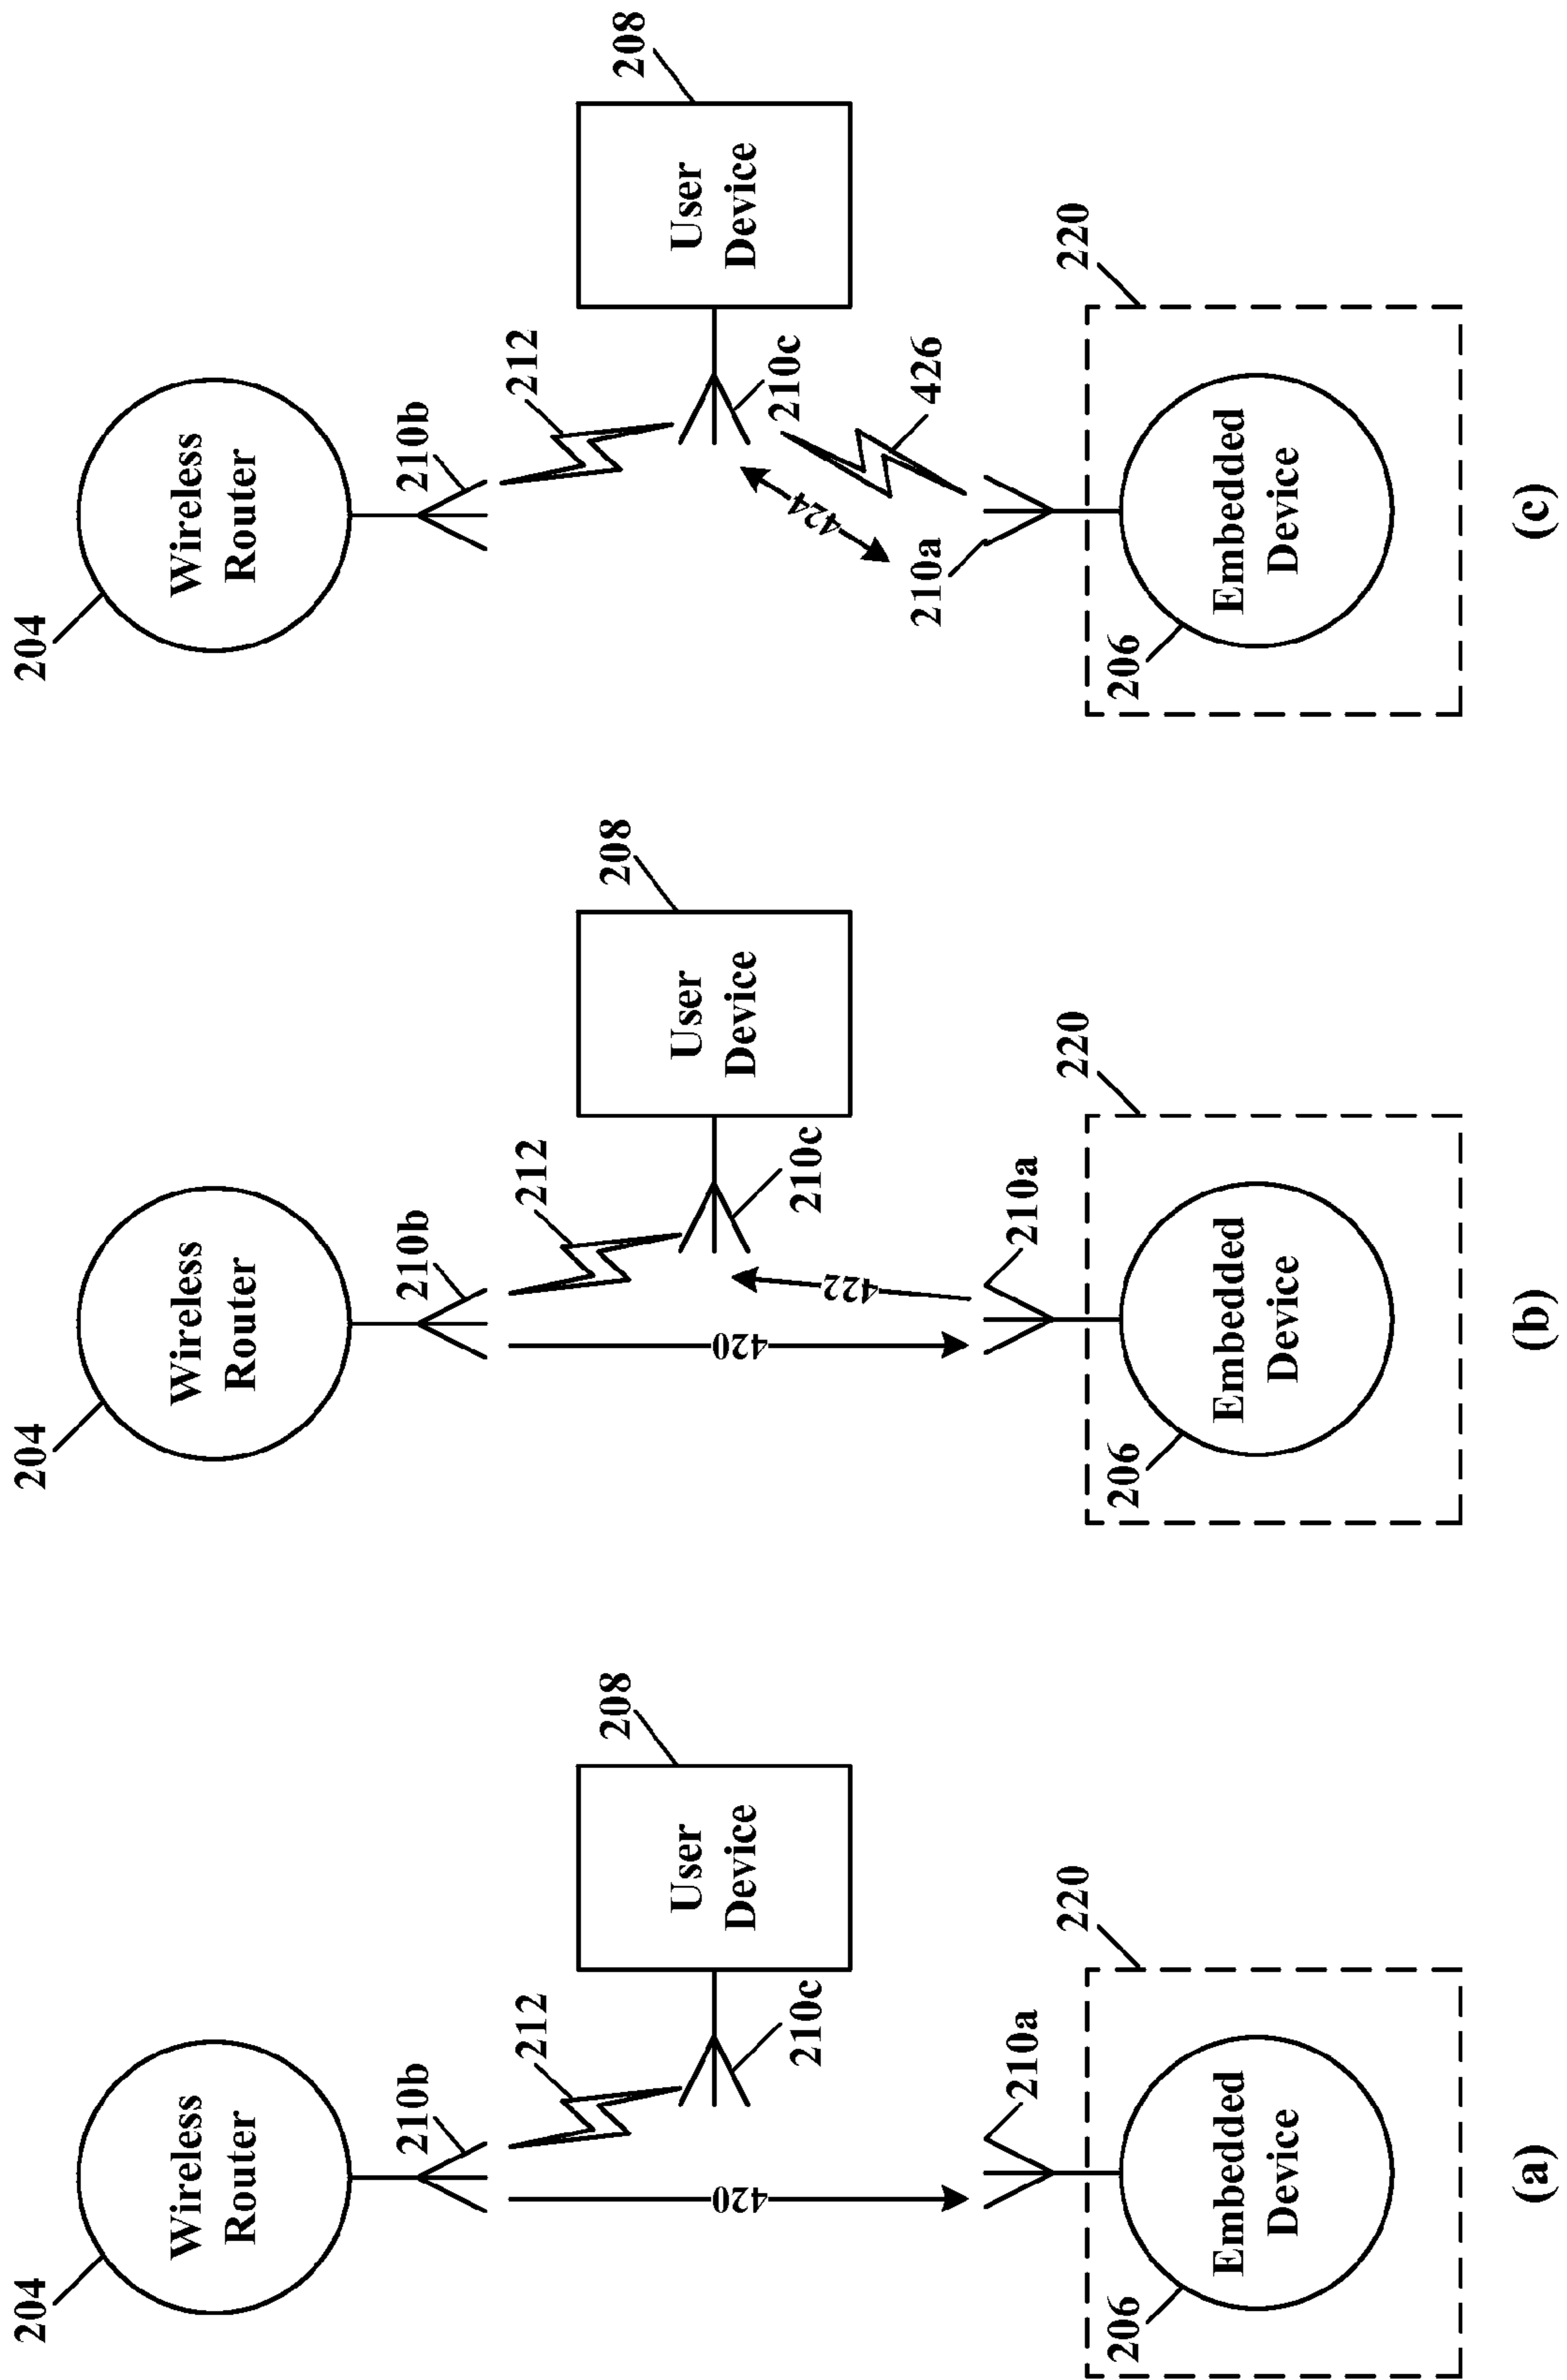 204
Wireless
Router
210b
212
208
User
Device
210c
420
210a
220
206
Embedded
Device
(a)
204
Wireless
Router
210b
212
208
User
Device
210c
420
422
210a
220
206
Embedded
Device
(b)
204
Wireless
Router
210b
212
208
User
Device
210c
424
426
210a
220
206
Embedded
Device
(c)